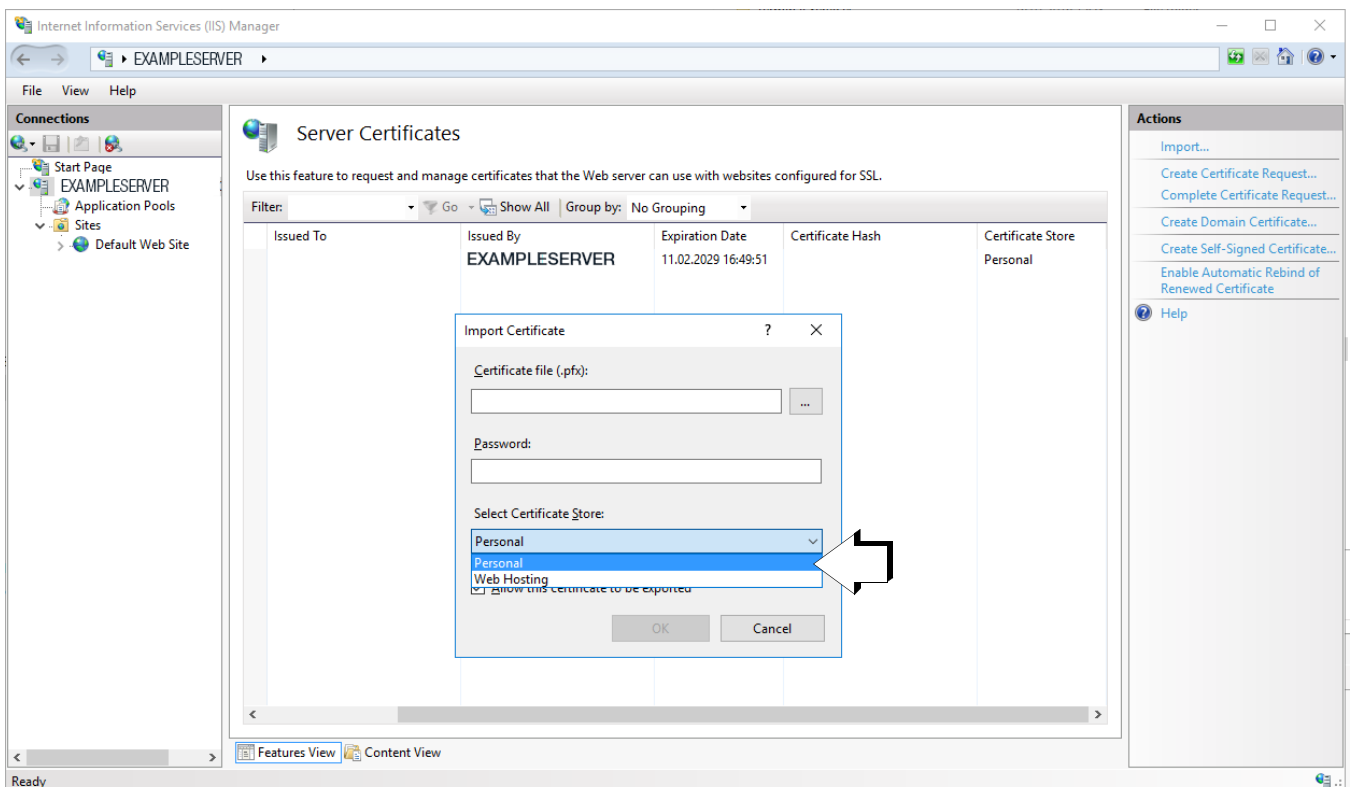 Internet Information Services (IIS) Manager
EXAMPLESERVER
File View Help
Connections
Start Page
EXAMPLESERVER
Application Pools
Sites
Default Web Site
Server Certificates
Use this feature to request and manage certificates that the Web server can use with websites configured for SSL.
Filter: Go Show All Group by: No Grouping
Issued To Issued By Expiration Date Certificate Hash Certificate Store
EXAMPLESERVER 11.02.2029 16:49:51 Personal
Import Certificate ?
Certificate file (.pfx):
...
Password:
Select Certificate Store:
Personal
Personal
Web Hosting
Allow this certificate to be exported
OK Cancel
Features View Content View
Actions
Import...
Create Certificate Request...
Complete Certificate Request...
Create Domain Certificate...
Create Self-Signed Certificate...
Enable Automatic Rebind of
Renewed Certificate
Help
Ready